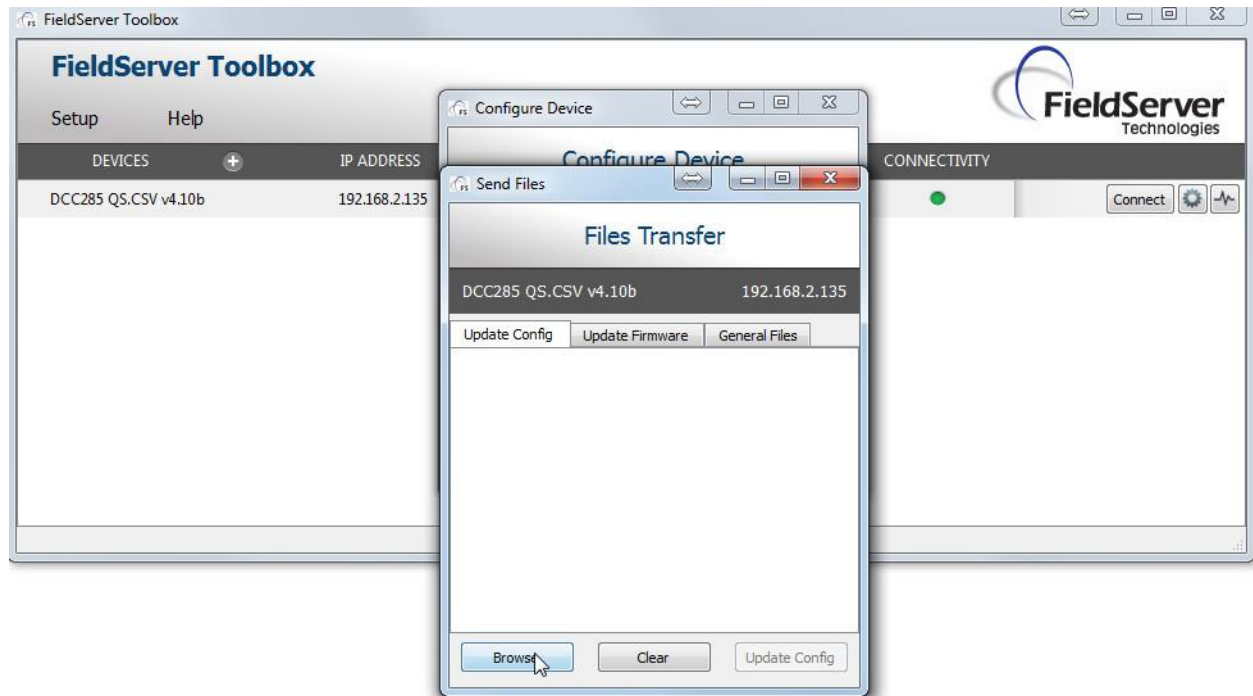 FieldServer Toolbox
FieldServer Toolbox
FieldServer
Technologies
Setup Help
DEVICES IP ADDRESS CONNECTIVITY
DCC285 QS.CSV v4.10b 192.168.2.135 Connect
Configure Device
Configure Device
Send Files
Files Transfer
DCC285 QS.CSV v4.10b 192.168.2.135
Update Config Update Firmware General Files
Browse Clear Update Config